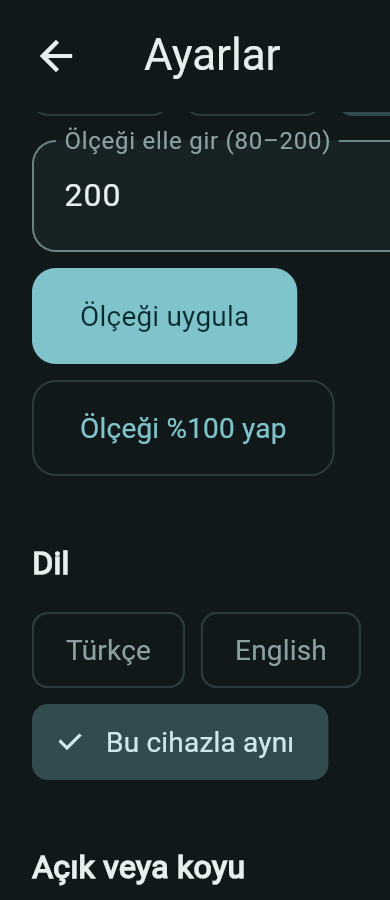 Ayarlar
Ölçeği elle gir (80–200)
200
Ölçeği uygula
Ölçeği %100 yap
Dil
Türkçe
English
Bu cihazla aynı
Açık veya koyu